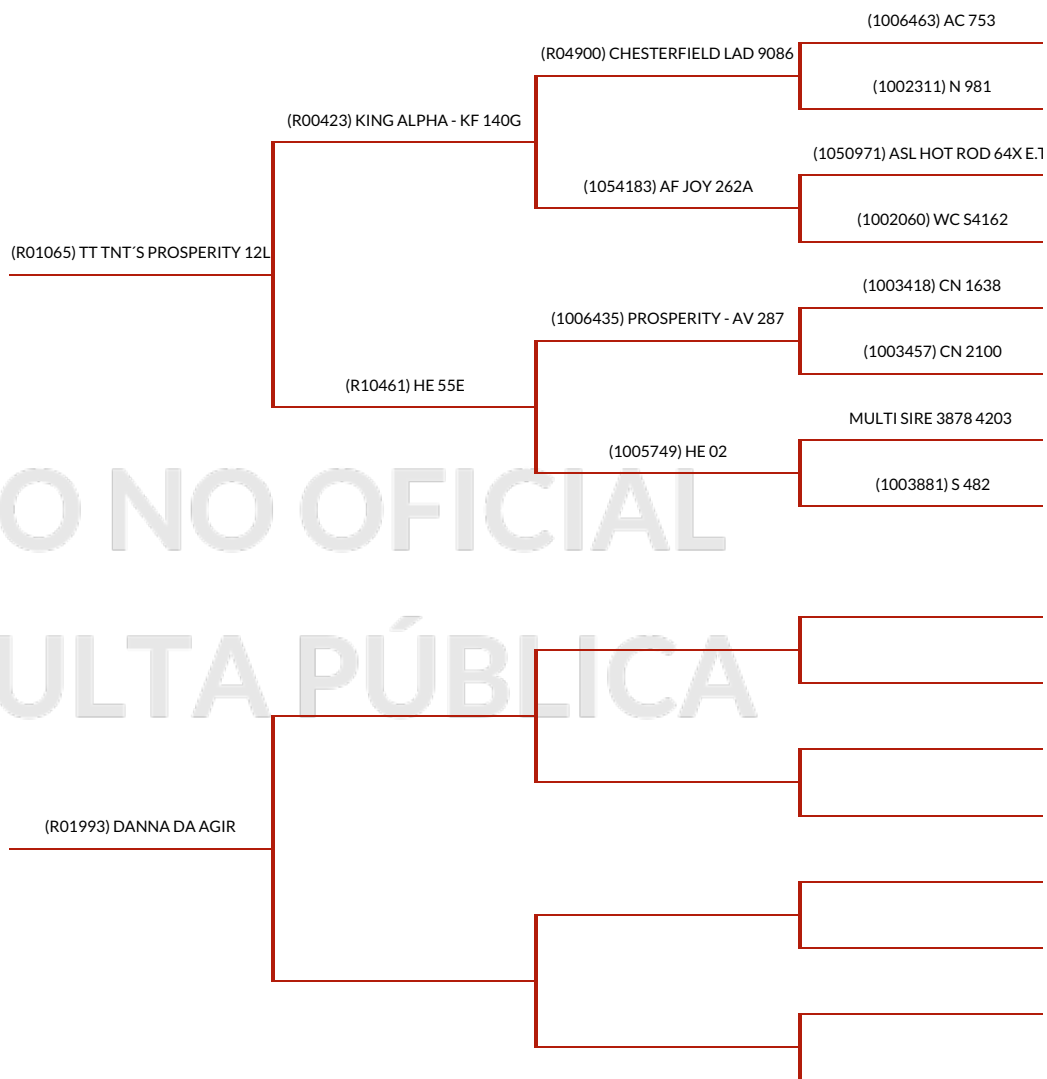 (1006463) AC 753
(R04900) CHESTERFIELD LAD 9086
(1002311) N 981
(R00423) KING ALPHA - KF 140G
(1050971) ASL HOT ROD 64X E.T
(1054183) AF JOY 262A
(1002060) WC S4162
(R01065) TT TNT´S PROSPERITY 12L
(1003418) CN 1638
(1006435) PROSPERITY - AV 287
(1003457) CN 2100
(R10461) HE 55E
MULTI SIRE 3878 4203
(1005749) HE 02
(1003881) S 482
O NO OFICIAL
ULTA PÚBLICA
(R01993) DANNA DA AGIR